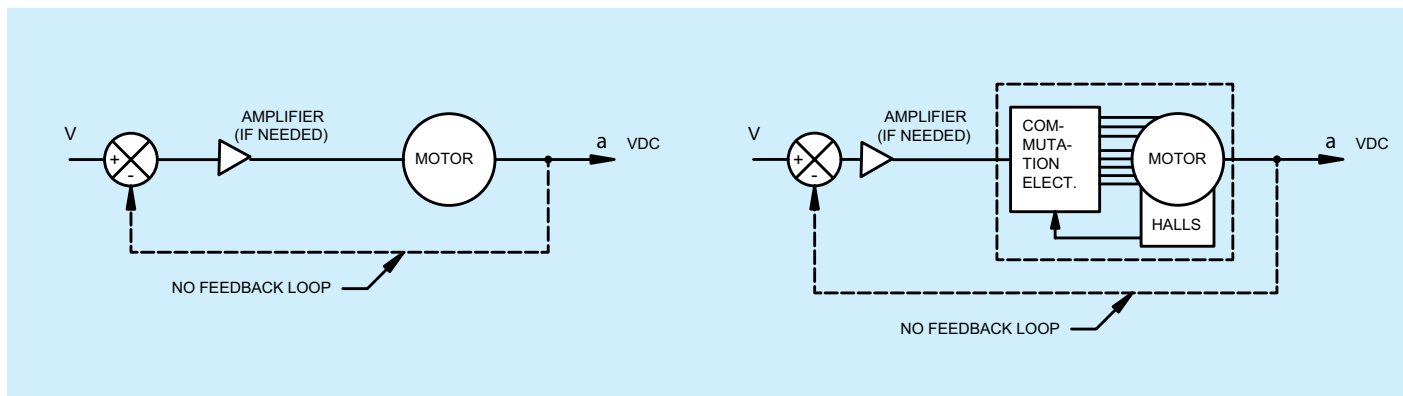 V
+
-
AMPLIFIER
(IF NEEDED)
MOTOR
a
VDC
NO FEEDBACK LOOP
V
+
-
AMPLIFIER
(IF NEEDED)
COM-
MUTA-
TION
ELECT.
MOTOR
HALLS
a
VDC
NO FEEDBACK LOOP